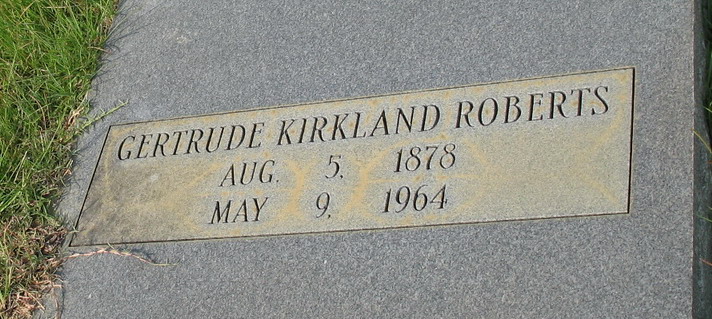 GERTRUDE KIRKLAND ROBERTS
AUG. 5, 1878
MAY 9, 1964